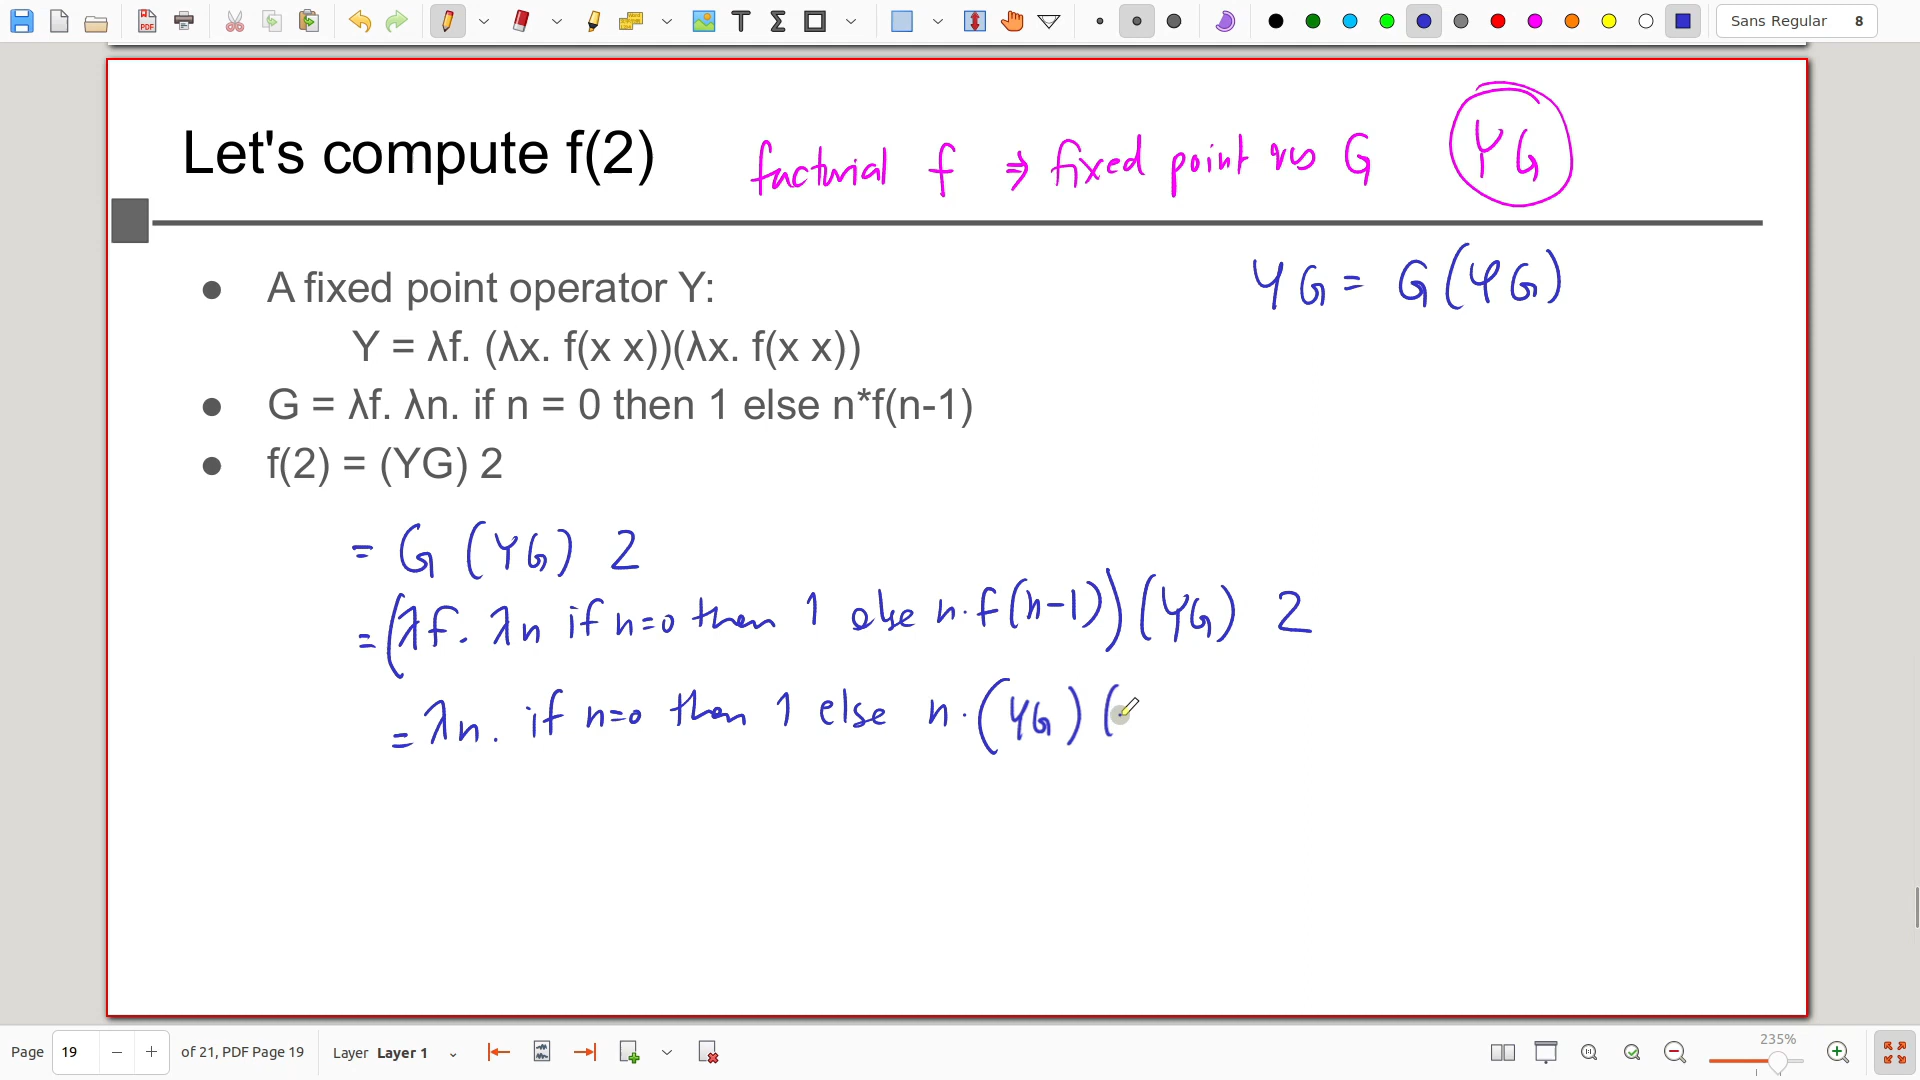 Sans Regular 8
Let's compute f(2)
factorial f ⇒ fixed point of G YG
YG = G(YG)
● A fixed point operator Y:
Y = λf. (λx. f(x x))(λx. f(x x))
● G = λf. λn. if n = 0 then 1 else n*f(n-1)
● f(2) = (YG) 2
= G (YG) 2
= (λf. λn if n=0 then 1 else n·f(n-1))(YG) 2
= λn. if n=0 then 1 else n·(YG)(
Page 19 of 21, PDF Page 19 Layer Layer 1 235%